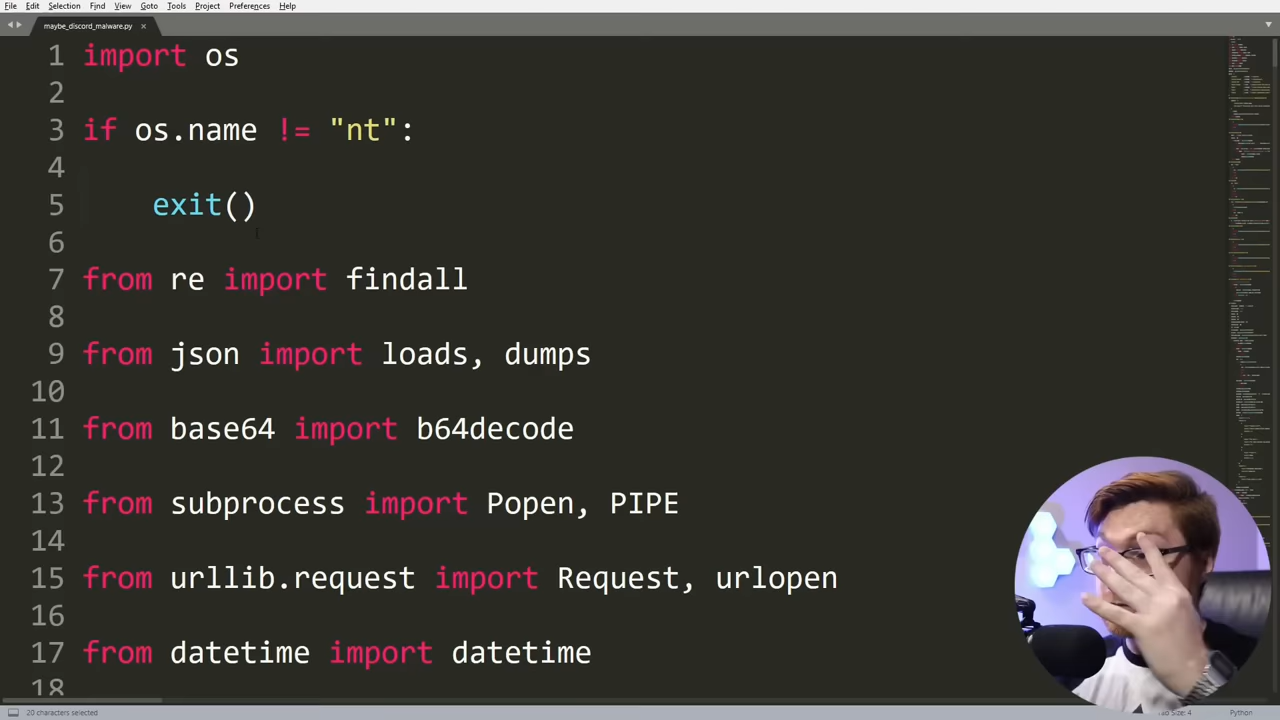 File Edit Selection Find View Goto Tools Project Preferences Help
maybe_discord_malware.py
1 import os
2
3 if os.name != "nt":
4
5 exit()
6
7 from re import findall
8
9 from json import loads, dumps
10
11 from base64 import b64decode
12
13 from subprocess import Popen, PIPE
14
15 from urllib.request import Request, urlopen
16
17 from datetime import datetime
18
20 characters selected Tab Size: 4 Python